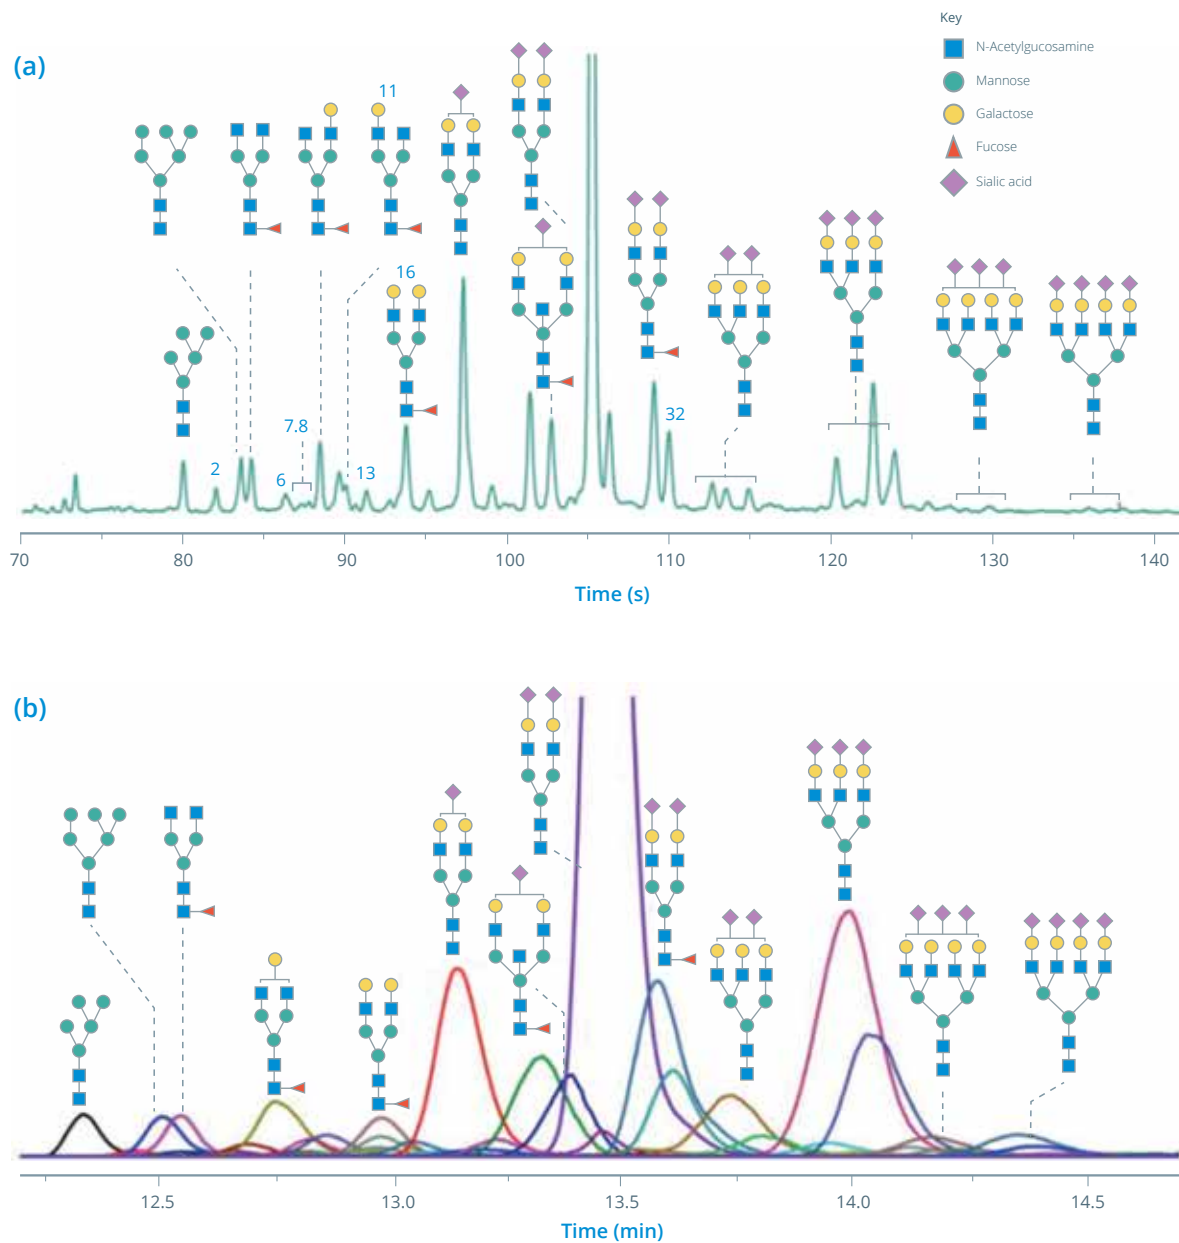 Key
N-Acetylgucosamine
Mannose
Galactose
Fucose
Sialic acid
(a)
11
16
7.8
2
6
13
32
70 80 90 100 110 120 130 140
Time (s)
(b)
12.5 13.0 13.5 14.0 14.5
Time (min)